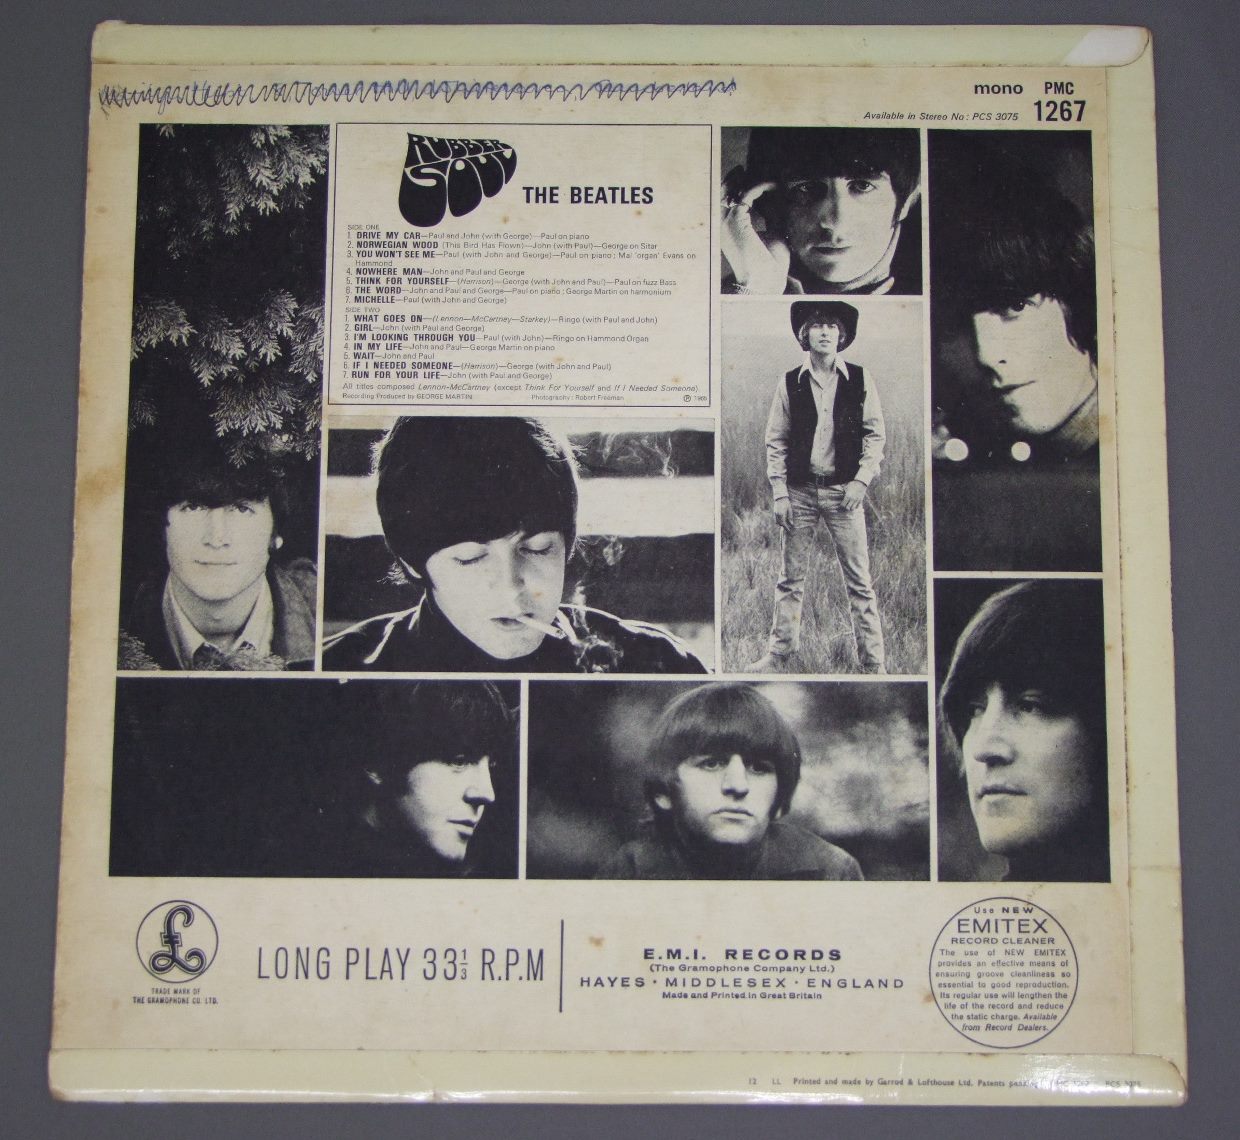 mono PMC
1267
Available in Stereo No: PCS 3075
RUBBER
SOUL
THE BEATLES
SIDE ONE
1. DRIVE MY CAR—Paul and John (with George)—Paul on piano
2. NORWEGIAN WOOD (This Bird Has Flown)—John (with Paul)—George on Sitar
3. YOU WON'T SEE ME—Paul (with John and George)—Paul on piano; Mal 'organ' Evans on
Hammond
4. NOWHERE MAN—John and Paul and George
5. THINK FOR YOURSELF—(Harrison)—George (with John and Paul)—Paul on fuzz Bass
6. THE WORD—John and Paul and George—Paul on piano; George Martin on harmonium
7. MICHELLE—Paul (with John and George)
SIDE TWO
1. WHAT GOES ON—(Lennon-McCartney-Starkey)—Ringo (with Paul and John)
2. GIRL—John (with Paul and George)
3. I'M LOOKING THROUGH YOU—Paul (with John)—Ringo on Hammond Organ
4. IN MY LIFE—John and Paul—George Martin on piano
5. WAIT—John and Paul
6. IF I NEEDED SOMEONE—(Harrison)—George (with John and Paul)
7. RUN FOR YOUR LIFE—John (with Paul and George)
All titles composed Lennon-McCartney (except Think For Yourself and If I Needed Someone)
Recording Produced by GEORGE MARTIN Photography: Robert Freeman ℗ 1965
£
TRADE MARK OF
THE GRAMOPHONE CO. LTD.
LONG PLAY 33⅓ R.P.M
E.M.I. RECORDS
(The Gramophone Company Ltd.)
HAYES · MIDDLESEX · ENGLAND
Made and Printed in Great Britain
Use NEW
EMITEX
RECORD CLEANER
The use of NEW EMITEX
provides an effective means of
ensuring groove cleanliness so
essential to good reproduction.
Its regular use will lengthen the
life of the record and reduce
the static charge. Available
from Record Dealers.
12 LL Printed and made by Garrod & Lofthouse Ltd. Patents pending PMC 1267 PCS 3075